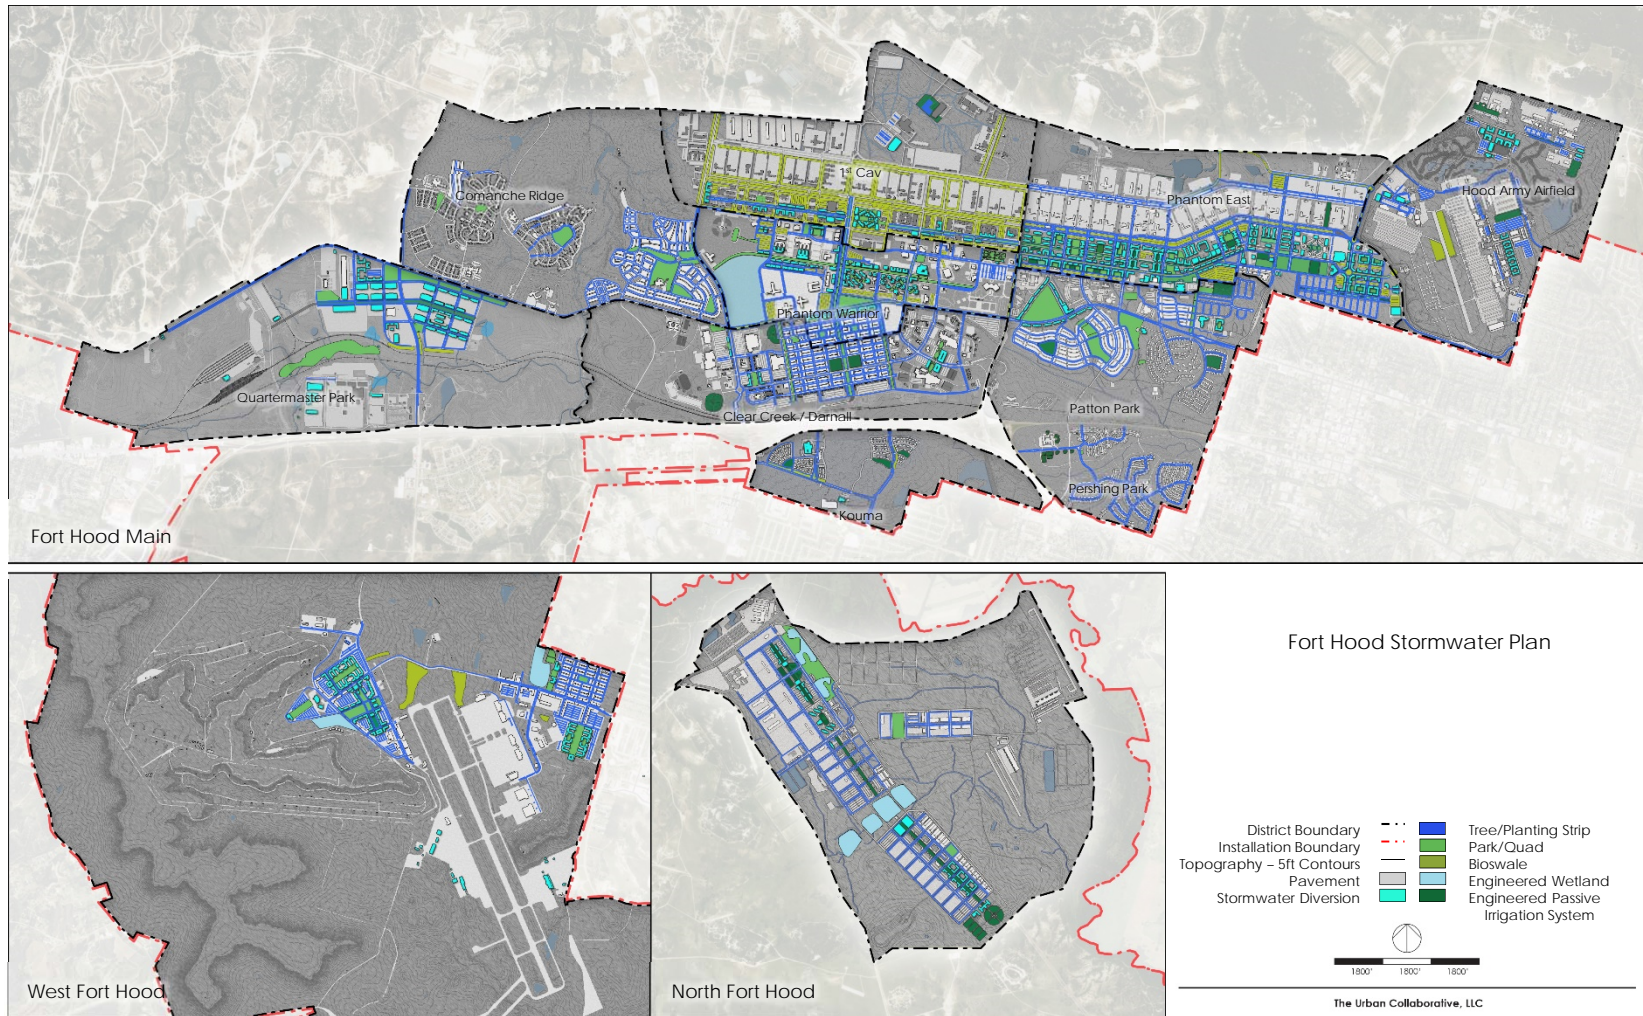 1st Cav
Comanche Ridge
Hood Army Airfield
Phantom East
Phantom Warrior
Quartermaster Park
Patton Park
Clear Creek / Darnall
Pershing Park
Kouma
Fort Hood Main
West Fort Hood
North Fort Hood
Fort Hood Stormwater Plan
District Boundary
Installation Boundary
Topography – 5ft Contours
Pavement
Stormwater Diversion
Tree/Planting Strip
Park/Quad
Bioswale
Engineered Wetland
Engineered Passive
Irrigation System
1800' 1800' 1800'
The Urban Collaborative, LLC